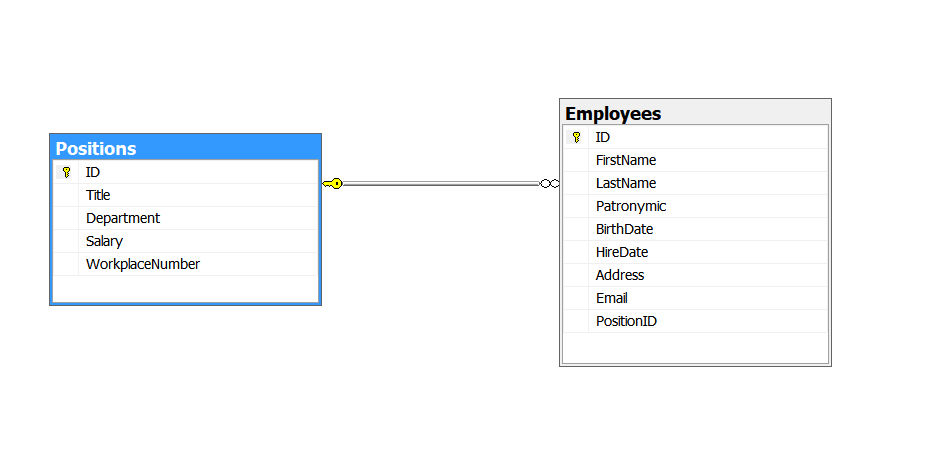 Positions
ID
Title
Department
Salary
WorkplaceNumber
Employees
ID
FirstName
LastName
Patronymic
BirthDate
HireDate
Address
Email
PositionID